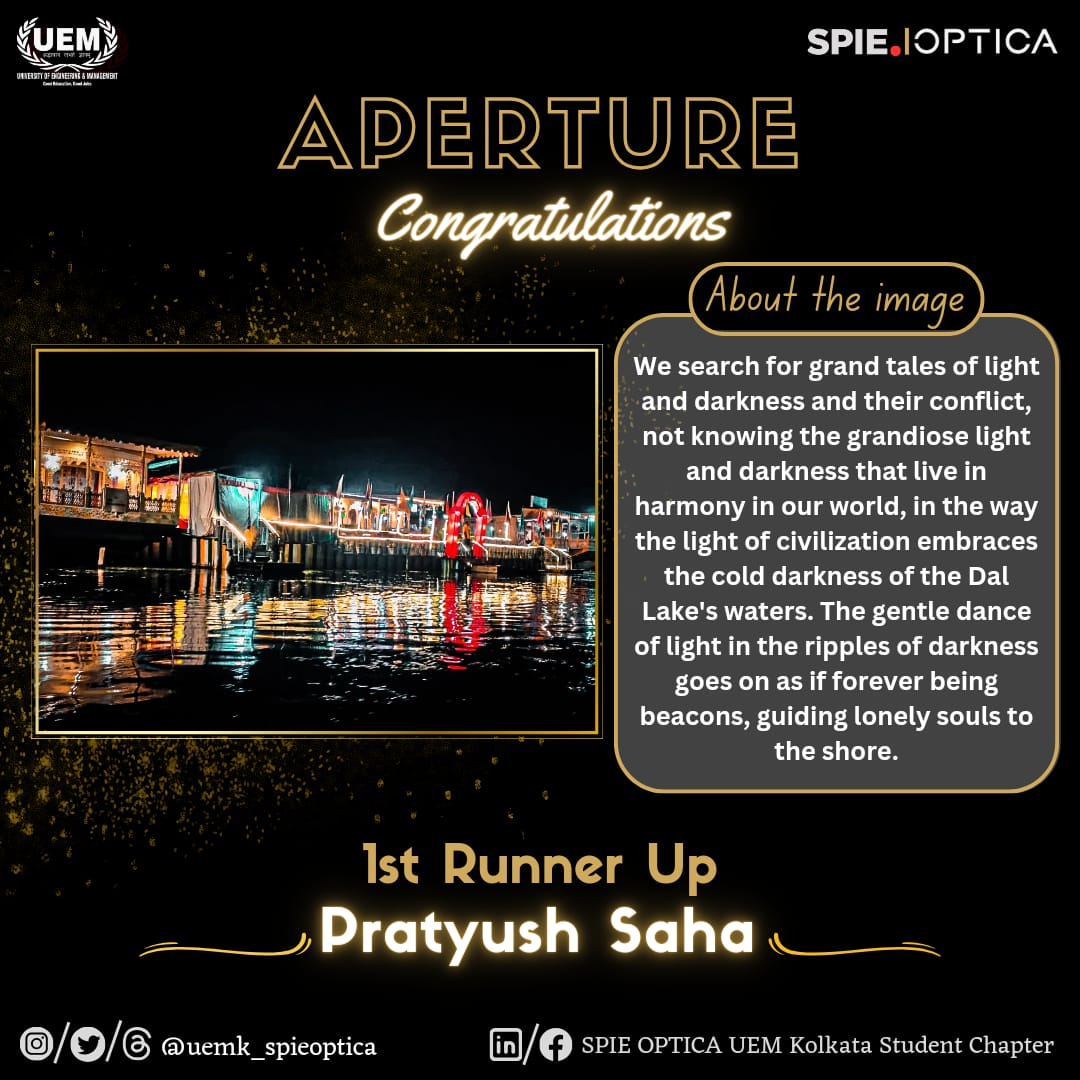 UEM
UNIVERSITY OF ENGINEERING & MANAGEMENT
Good Education, Good Jobs
SPIE. OPTICA
APERTURE
Congratulations
About the image
We search for grand tales of light
and darkness and their conflict,
not knowing the grandiose light
and darkness that live in
harmony in our world, in the way
the light of civilization embraces
the cold darkness of the Dal
Lake's waters. The gentle dance
of light in the ripples of darkness
goes on as if forever being
beacons, guiding lonely souls to
the shore.
1st Runner Up
Pratyush Saha
@uemk_spieoptica
SPIE OPTICA UEM Kolkata Student Chapter